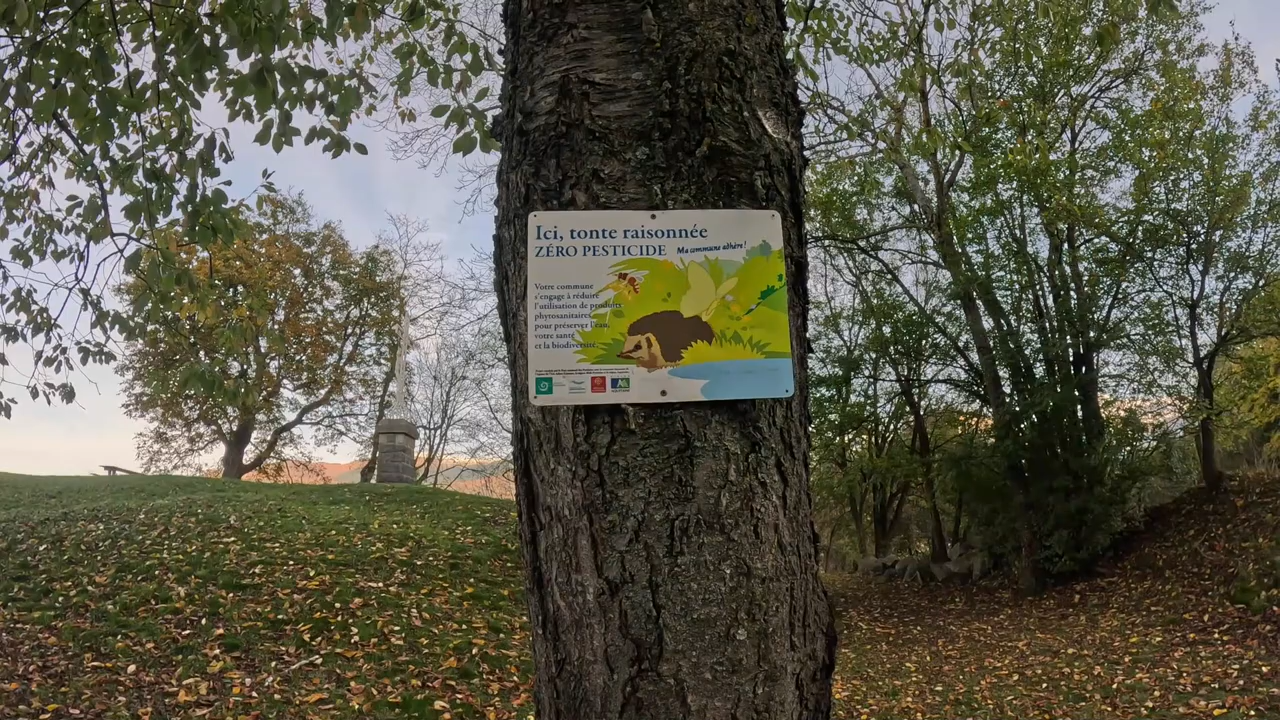 Ici, tonte raisonnée
ZÉRO PESTICIDE Ma commune adhère!
Votre commune
s'engage à réduire
l'utilisation de produits
phytosanitaires
pour préserver l'eau,
votre santé
et la biodiversité.